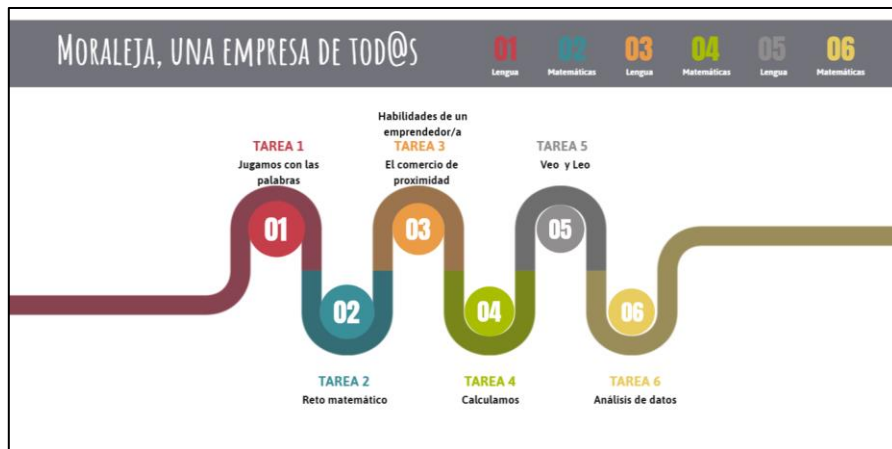 MORALEJA, UNA EMPRESA DE TOD@S
01
Lengua
02
Matemáticas
03
Lengua
04
Matemáticas
05
Lengua
06
Matemáticas
TAREA 1
Jugamos con las
palabras
Habilidades de un
emprendedor/a
TAREA 3
El comercio de
proximidad
TAREA 5
Veo y Leo
01
03
05
02
04
06
TAREA 2
Reto matemático
TAREA 4
Calculamos
TAREA 6
Análisis de datos